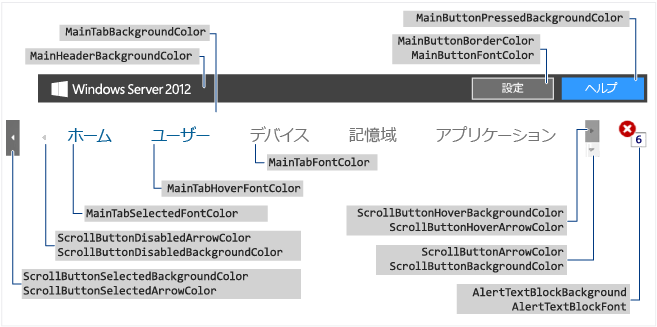 MainTabBackgroundColor
MainButtonPressedBackgroundColor
MainHeaderBackgroundColor
MainButtonBorderColor
MainButtonFontColor
Windows Server 2012
設定
ヘルプ
ホーム
ユーザー
デバイス
記憶域
アプリケーション
6
MainTabFontColor
MainTabHoverFontColor
MainTabSelectedFontColor
ScrollButtonHoverBackgroundColor
ScrollButtonHoverArrowColor
ScrollButtonDisabledArrowColor
ScrollButtonDisabledBackgroundColor
ScrollButtonArrowColor
ScrollButtonBackgroundColor
ScrollButtonSelectedBackgroundColor
ScrollButtonSelectedArrowColor
AlertTextBlockBackground
AlertTextBlockFont